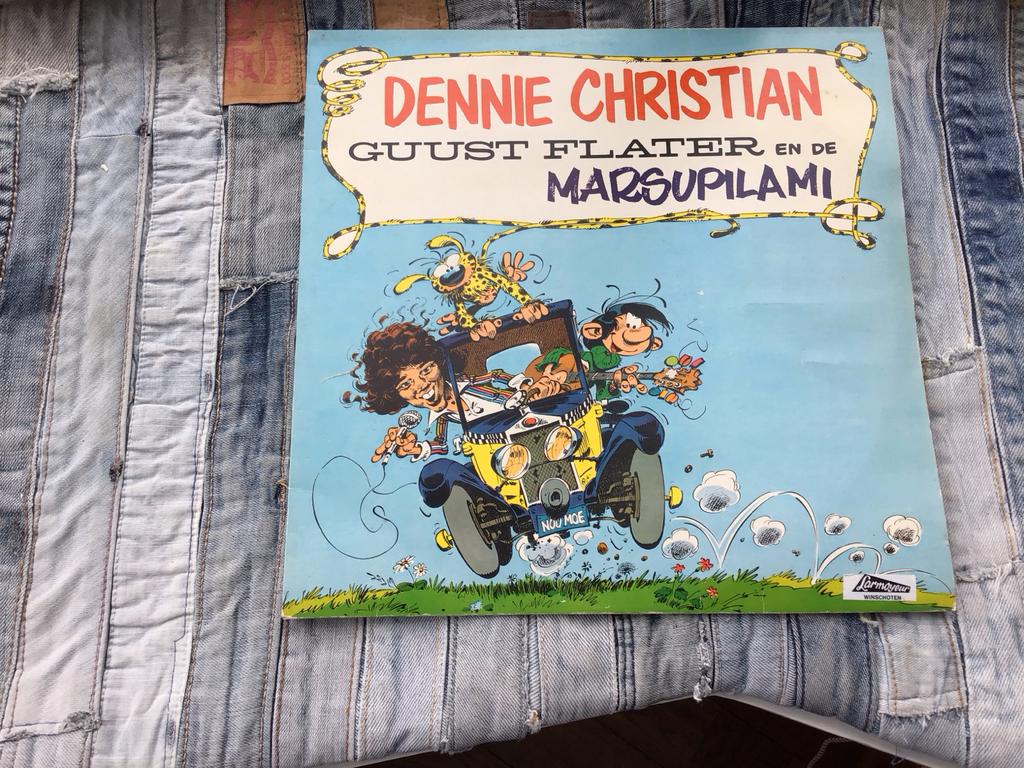 DENNIE CHRISTIAN
GUUST FLATER EN DE
MARSUPILAMI
NOU MOE
Larmoyeur
WINSCHOTEN